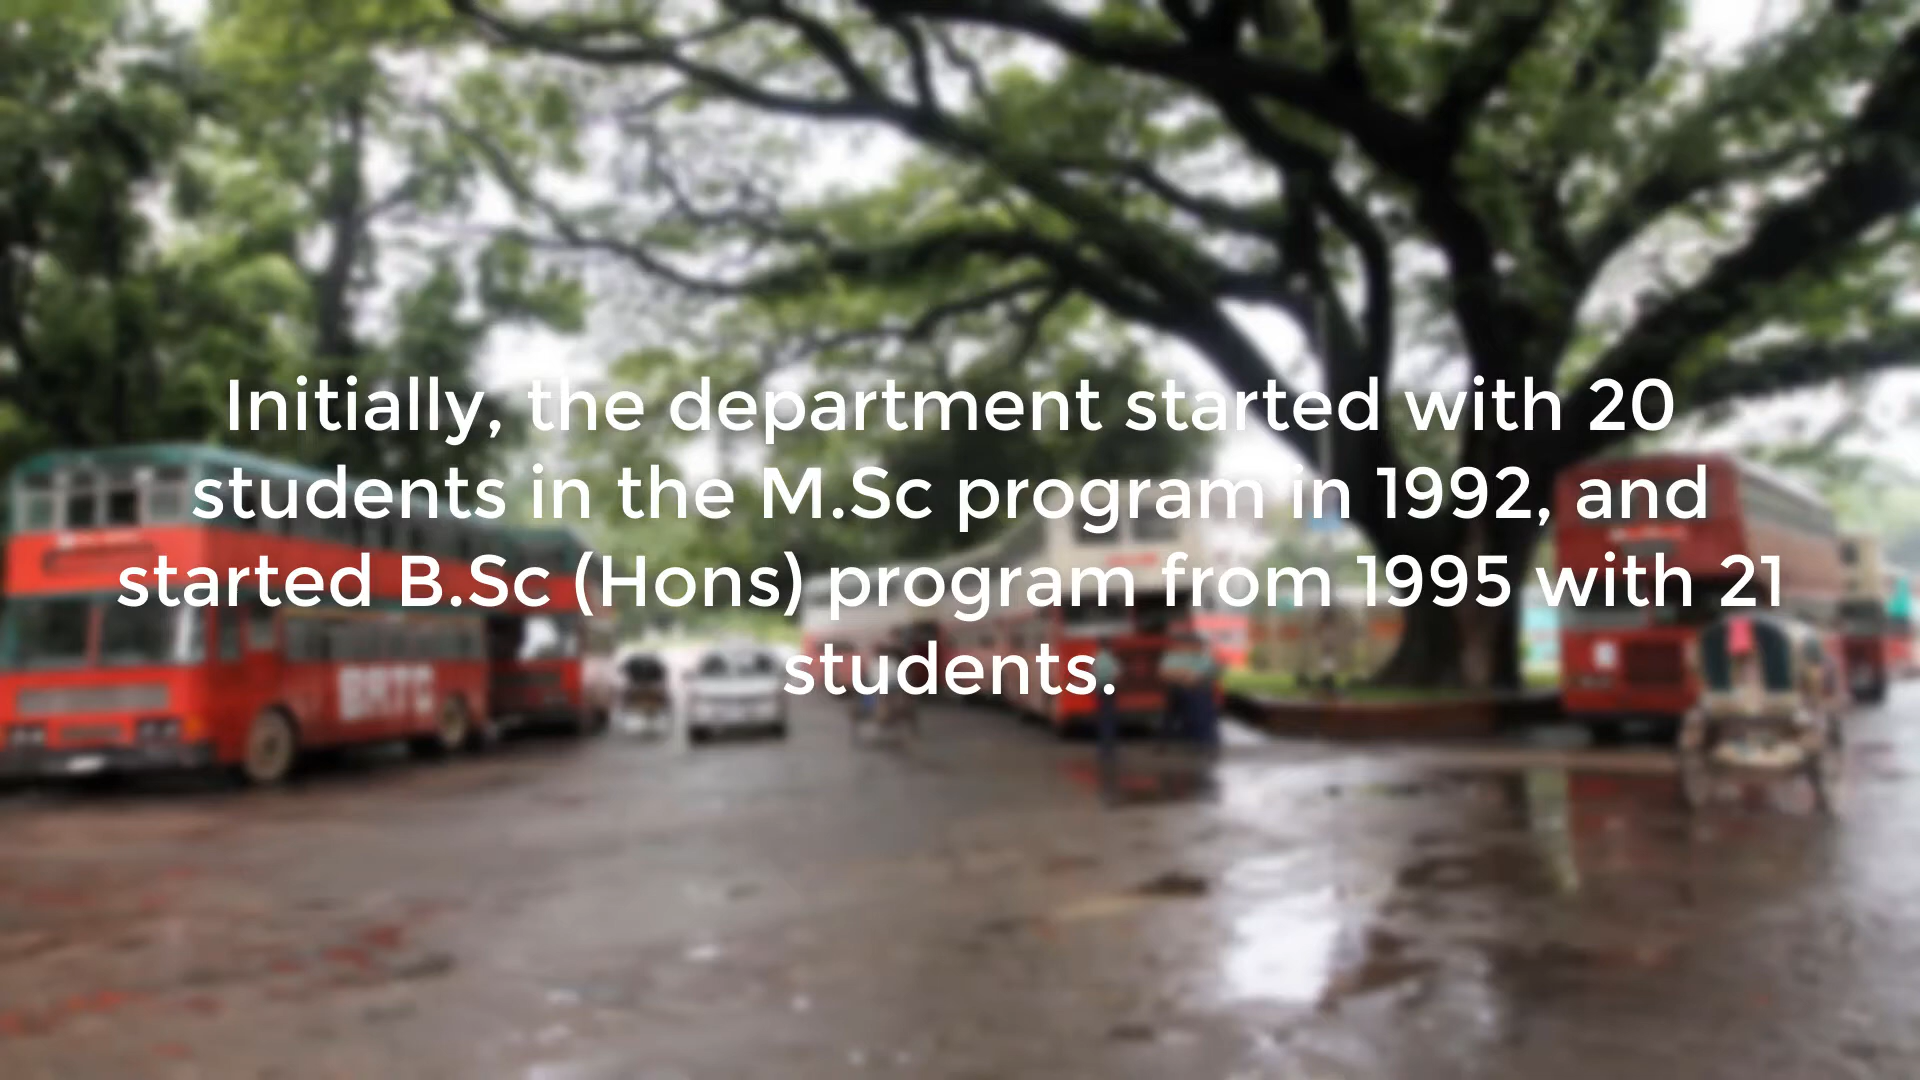 Initially, the department started with 20
students in the M.Sc program in 1992, and
started B.Sc (Hons) program from 1995 with 21
students.
BRTC